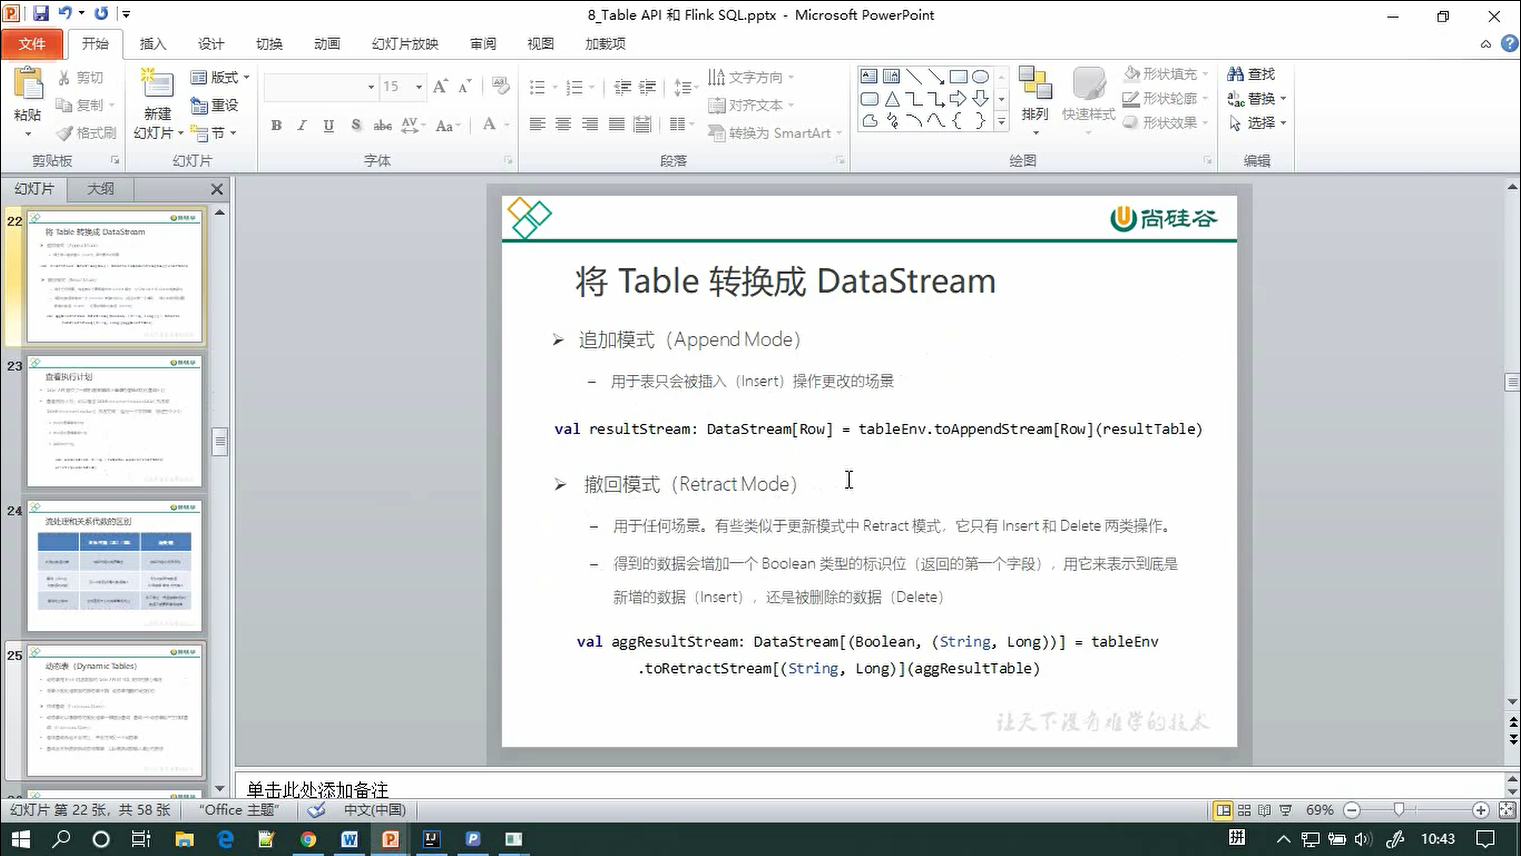 8_Table API 和 Flink SQL.pptx - Microsoft PowerPoint
文件 开始 插入 设计 切换 动画 幻灯片放映 审阅 视图 加载项
粘贴 剪切 复制 格式刷 剪贴板
新建 幻灯片 版式 重设 节 幻灯片
15
B I U S abc AV Aa A
字体
文字方向 对齐文本 转换为 SmartArt 段落
排列 快速样式 形状填充 形状轮廓 形状效果 绘图
查找 替换 选择 编辑
幻灯片 大纲
22
将 Table 转换成 DataStream
23
查看执行计划
24
流处理和关系代数的区别
25
动态表（Dynamic Tables）
尚硅谷
将 Table 转换成 DataStream
➢ 追加模式（Append Mode）
– 用于表只会被插入（Insert）操作更改的场景
val resultStream: DataStream[Row] = tableEnv.toAppendStream[Row](resultTable)
➢ 撤回模式（Retract Mode）
– 用于任何场景。有些类似于更新模式中 Retract 模式，它只有 Insert 和 Delete 两类操作。
– 得到的数据会增加一个 Boolean 类型的标识位（返回的第一个字段），用它来表示到底是
新增的数据（Insert），还是被删除的数据（Delete）
val aggResultStream: DataStream[(Boolean, (String, Long))] = tableEnv
.toRetractStream[(String, Long)](aggResultTable)
让天下没有难学的技术
单击此处添加备注
幻灯片 第 22 张，共 58 张 "Office 主题" 中文(中国) 69%
拼 10:43